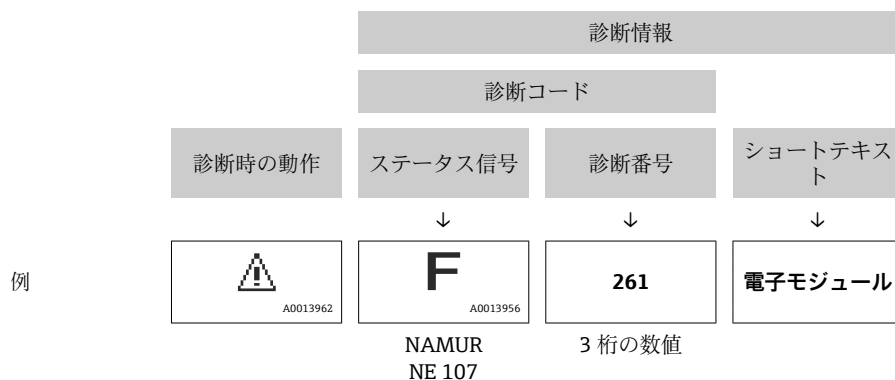 診断情報
診断コード
診断時の動作
ステータス信号
診断番号
ショートテキス
ト
↓
↓
↓
例
⚠
A0013962
F
A0013956
261
電子モジュール
NAMUR
NE 107
3 桁の数値